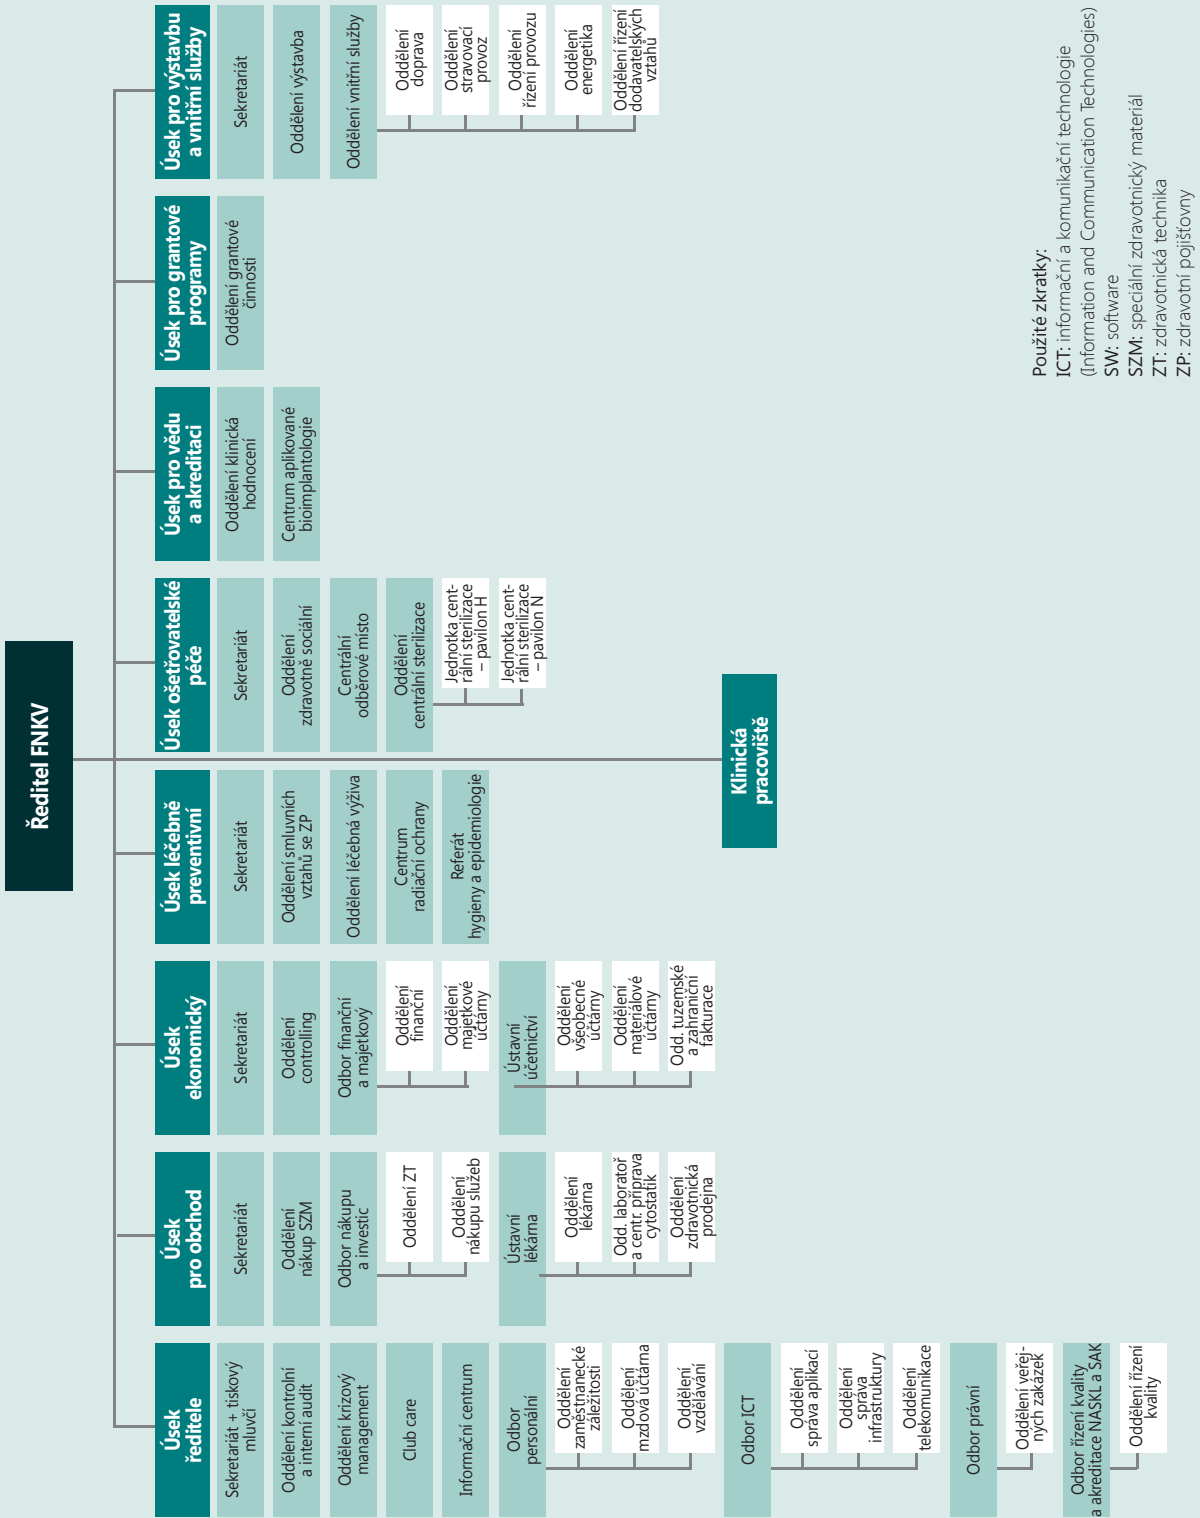 Ředitel FNKV
Úsek
ředitele
Sekretariát + tiskový
mluvčí
Oddělení kontrolní
a interní audit
Oddělení krizový
management
Club care
Informační centrum
Odbor
personální
Oddělení
zaměstnanecké
záležitosti
Oddělení
mzdová účtárna
Oddělení
vzdělávání
Odbor ICT
Oddělení
správa aplikací
Oddělení
správa
infrastruktury
Oddělení
telekomunikace
Odbor právní
Oddělení veřej-
ných zakázek
Odbor řízení kvality
a akreditace NASKL a SAK
Oddělení řízení
kvality
Úsek
pro obchod
Sekretariát
Oddělení
nákup SZM
Odbor nákupu
a investic
Oddělení ZT
Oddělení
nákupu služeb
Ústavní
lékárna
Oddělení
lékárna
Odd. laboratoř
a centr. příprava
cytostatik
Oddělení
zdravotnická
prodejna
Úsek
ekonomický
Sekretariát
Oddělení
controlling
Odbor finanční
a majetkový
Oddělení
finanční
Oddělení
majetkové
účtárny
Ústavní
účetnictví
Oddělení
všeobecné
účtárny
Oddělení
materiálové
účtárny
Odd. tuzemské
a zahraniční
fakturace
Úsek léčebně
preventivní
Sekretariát
Oddělení smluvních
vztahů se ZP
Oddělení léčebná výživa
Centrum
radiační ochrany
Referát
hygieny a epidemiologie
Úsek ošetřovatelské
péče
Sekretariát
Oddělení
zdravotně sociální
Centrální
odběrové místo
Oddělení
centrální sterilizace
Jednotka cent-
rální sterilizace
– pavilon H
Jednotka cent-
rální sterilizace
– pavilon N
Úsek pro vědu
a akreditaci
Oddělení klinická
hodnocení
Centrum aplikované
bioimplantologie
Úsek pro grantové
programy
Oddělení grantové
činnosti
Úsek pro výstavbu
a vnitřní služby
Sekretariát
Oddělení výstavba
Oddělení vnitřní služby
Oddělení
doprava
Oddělení
stravovací
provoz
Oddělení
řízení provozu
Oddělení
energetika
Oddělení řízení
dodavatelských
vztahů
Klinická
pracoviště
Použité zkratky:
ICT: informační a komunikační technologie
(Information and Communication Technologies)
SW: software
SZM: speciální zdravotnický materiál
ZT: zdravotnická technika
ZP: zdravotní pojišťovny